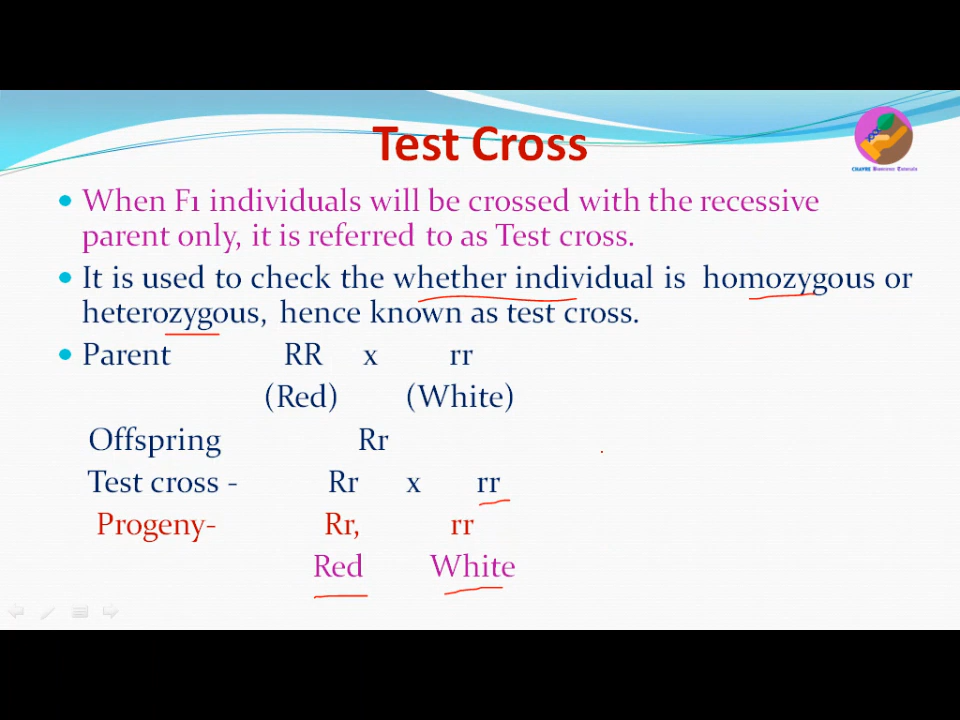 Test Cross
When F1 individuals will be crossed with the recessive
parent only, it is referred to as Test cross.
It is used to check the whether individual is homozygous or
heterozygous, hence known as test cross.
Parent RR x rr
(Red) (White)
Offspring Rr
Test cross - Rr x rr
Progeny- Rr, rr
Red White